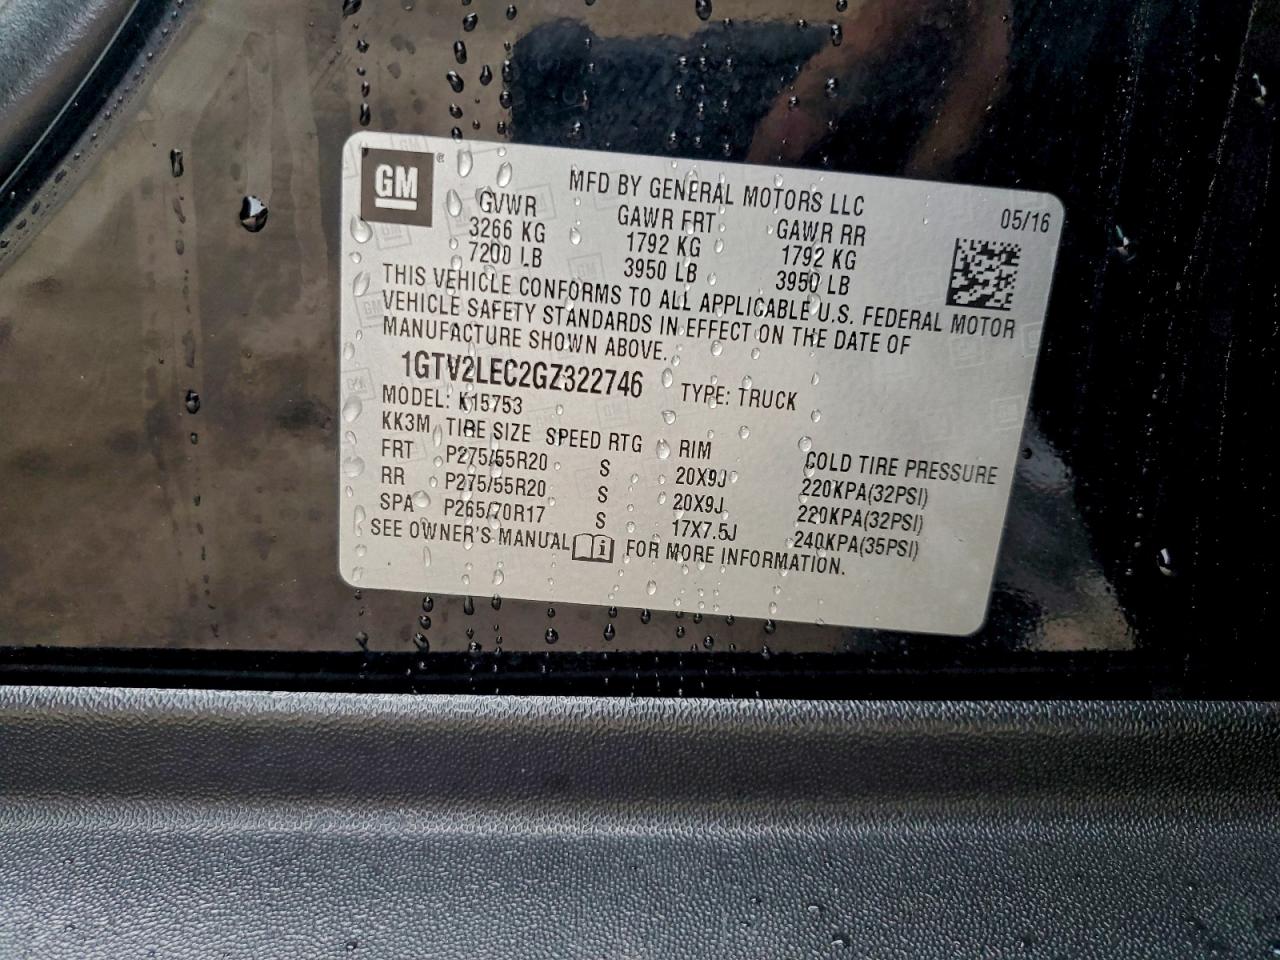 GM
MFD BY GENERAL MOTORS LLC
05/16
GVWR GAWR FRT GAWR RR
3266 KG 1792 KG 1792 KG
7200 LB 3950 LB 3950 LB
THIS VEHICLE CONFORMS TO ALL APPLICABLE U.S. FEDERAL MOTOR
VEHICLE SAFETY STANDARDS IN EFFECT ON THE DATE OF
MANUFACTURE SHOWN ABOVE.
1GTV2LEC2GZ322746 TYPE: TRUCK
MODEL: K15753
KK3M TIRE SIZE SPEED RTG RIM COLD TIRE PRESSURE
FRT P275/55R20 S 20X9J 220KPA(32PSI)
RR P275/55R20 S 20X9J 220KPA(32PSI)
SPA P265/70R17 S 17X7.5J 240KPA(35PSI)
SEE OWNER'S MANUAL i FOR MORE INFORMATION.